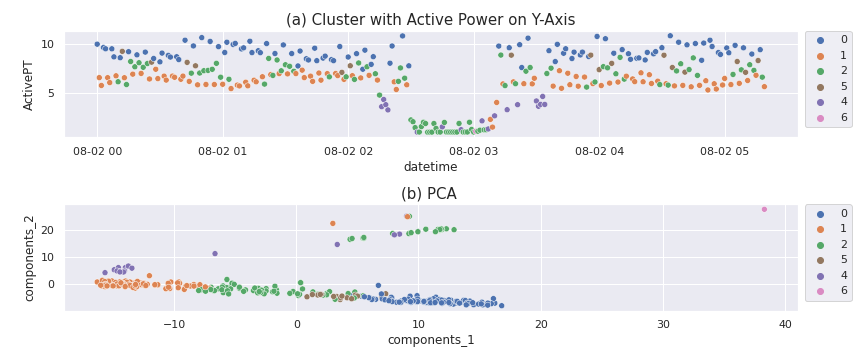 (a) Cluster with Active Power on Y-Axis
10
5
ActivePT
08-02 00 08-02 01 08-02 02 08-02 03 08-02 04 08-02 05
datetime
0
1
2
5
4
6
(b) PCA
20
10
0
components_2
−10 0 10 20 30 40
components_1
0
1
2
5
4
6